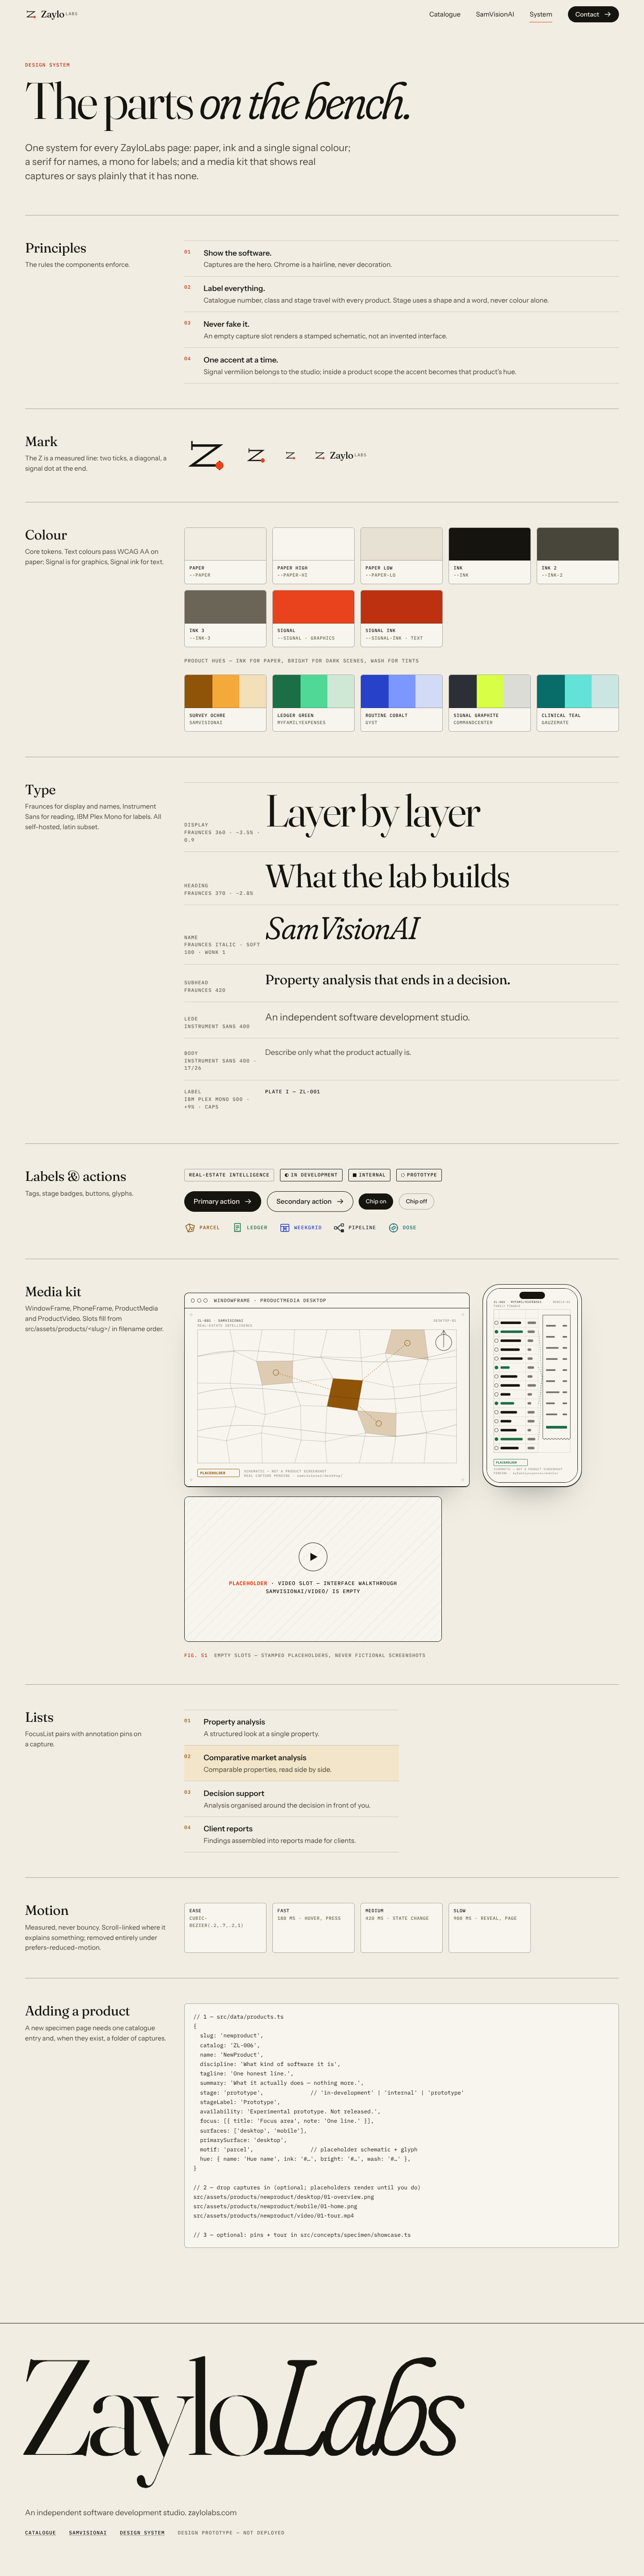 Zaylo LABS
Catalogue SamVisionAI System Contact →
DESIGN SYSTEM
The parts on the bench.
One system for every ZayloLabs page: paper, ink and a single signal colour;
a serif for names, a mono for labels; and a media kit that shows real
captures or says plainly that it has none.
Principles
The rules the components enforce.
01 Show the software.
Captures are the hero. Chrome is a hairline, never decoration.
02 Label everything.
Catalogue number, class and stage travel with every product. Stage uses a shape and a word, never colour alone.
03 Never fake it.
An empty capture slot renders a stamped schematic, not an invented interface.
04 One accent at a time.
Signal vermilion belongs to the studio; inside a product scope the accent becomes that product's hue.
Mark
The Z is a measured line: two ticks, a diagonal, a
signal dot at the end.
Zaylo LABS
Colour
Core tokens. Text colours pass WCAG AA on
paper; Signal is for graphics, Signal ink for text.
PAPER
--PAPER
PAPER HIGH
--PAPER-HI
PAPER LOW
--PAPER-LO
INK
--INK
INK 2
--INK-2
INK 3
--INK-3
SIGNAL
--SIGNAL · GRAPHICS
SIGNAL INK
--SIGNAL-INK · TEXT
PRODUCT HUES — INK FOR PAPER, BRIGHT FOR DARK SCENES, WASH FOR TINTS
SURVEY OCHRE
SAMVISIONAI
LEDGER GREEN
MYFAMILYEXPENSES
ROUTINE COBALT
QYST
SIGNAL GRAPHITE
COMMANDCENTER
CLINICAL TEAL
GAUZEMATE
Type
Fraunces for display and names, Instrument
Sans for reading, IBM Plex Mono for labels. All
self-hosted, latin subset.
DISPLAY
FRAUNCES 360 · −3.5% ·
0.9
Layer by layer
HEADING
FRAUNCES 370 · −2.8%
What the lab builds
NAME
FRAUNCES ITALIC · SOFT
100 · WONK 1
SamVisionAI
SUBHEAD
FRAUNCES 420
Property analysis that ends in a decision.
LEDE
INSTRUMENT SANS 400
An independent software development studio.
BODY
INSTRUMENT SANS 400 ·
17/26
Describe only what the product actually is.
LABEL
IBM PLEX MONO 500 ·
+9% · CAPS
PLATE I — ZL-001
Labels & actions
Tags, stage badges, buttons, glyphs.
REAL-ESTATE INTELLIGENCE IN DEVELOPMENT INTERNAL PROTOTYPE
Primary action → Secondary action → Chip on Chip off
PARCEL LEDGER WEEKGRID PIPELINE DOSE
Media kit
WindowFrame, PhoneFrame, ProductMedia
and ProductVideo. Slots fill from
src/assets/products/<slug>/ in filename order.
WINDOWFRAME · PRODUCTMEDIA DESKTOP
REAL-ESTATE INTELLIGENCE
PLACEHOLDER
SCHEMATIC — NOT A PRODUCT SCREENSHOT
FAMILY FINANCE
PLACEHOLDER
SCHEMATIC — NOT A PRODUCT SCREENSHOT
PLACEHOLDER · VIDEO SLOT — INTERFACE WALKTHROUGH
SAMVISIONAI/VIDEO/ IS EMPTY
FIG. S1 EMPTY SLOTS — STAMPED PLACEHOLDERS, NEVER FICTIONAL SCREENSHOTS
Lists
FocusList pairs with annotation pins on
a capture.
01 Property analysis
A structured look at a single property.
02 Comparative market analysis
Comparable properties, read side by side.
03 Decision support
Analysis organised around the decision in front of you.
04 Client reports
Findings assembled into reports made for clients.
Motion
Measured, never bouncy. Scroll-linked where it
explains something; removed entirely under
prefers-reduced-motion.
EASE
CUBIC-
BEZIER(.2,.7,.2,1)
FAST
180 MS · HOVER, PRESS
MEDIUM
420 MS · STATE CHANGE
SLOW
900 MS · REVEAL, PAGE
Adding a product
A new specimen page needs one catalogue
entry and, when they exist, a folder of captures.
// 1 — src/data/products.ts
{
slug: 'newproduct',
catalog: 'ZL-006',
name: 'NewProduct',
discipline: 'What kind of software it is',
tagline: 'One honest line.',
summary: 'What it actually does — nothing more.',
stage: 'prototype', // 'in-development' | 'internal' | 'prototype'
stageLabel: 'Prototype',
availability: 'Experimental prototype. Not released.',
focus: [{ title: 'Focus area', note: 'One line.' }],
surfaces: ['desktop', 'mobile'],
primarySurface: 'desktop',
motif: 'parcel', // placeholder schematic + glyph
hue: { name: 'Hue name', ink: '#…', bright: '#…', wash: '#…' },
}
// 2 — drop captures in (optional; placeholders render until you do)
src/assets/products/newproduct/desktop/01-overview.png
src/assets/products/newproduct/mobile/01-home.png
src/assets/products/newproduct/video/01-tour.mp4
// 3 — optional: pins + tour in src/concepts/specimen/showcase.ts
ZayloLabs
An independent software development studio. zaylolabs.com
CATALOGUE SAMVISIONAI DESIGN SYSTEM DESIGN PROTOTYPE — NOT DEPLOYED